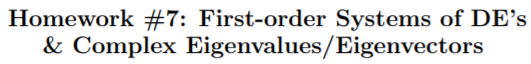 Homework #7: First-order Systems of DE's
& Complex Eigenvalues/Eigenvectors